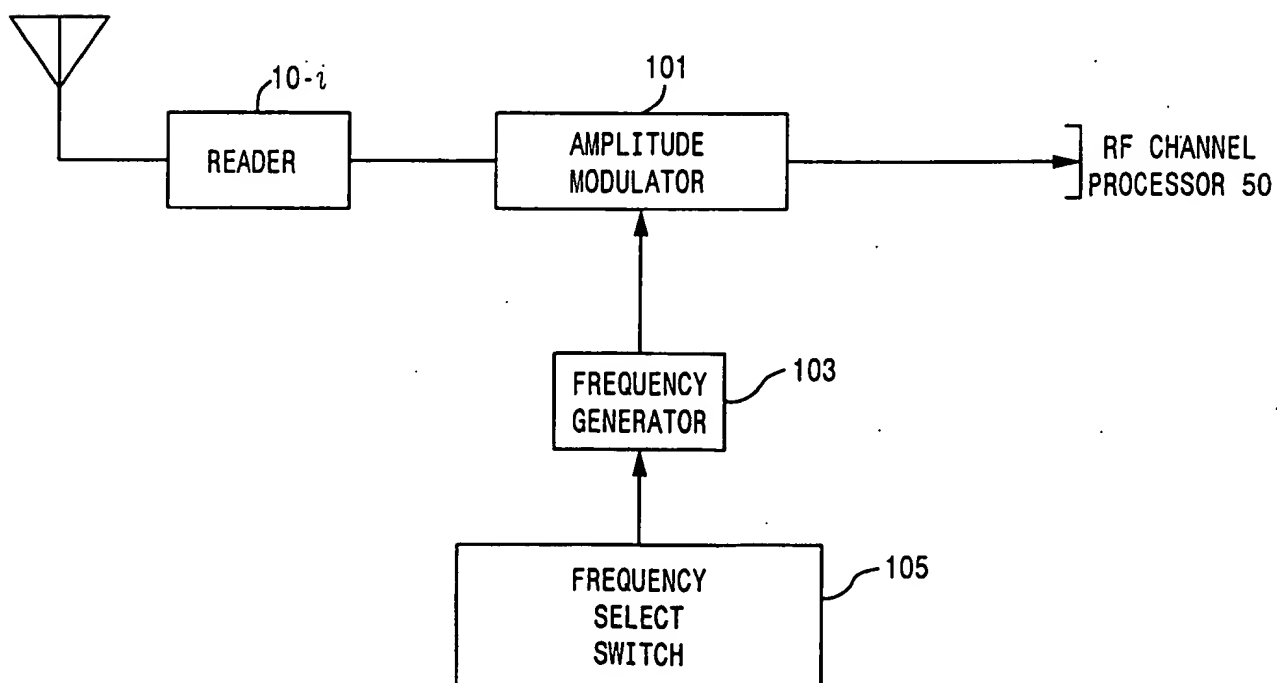 10-i
101
READER
AMPLITUDE
MODULATOR
RF CHANNEL
PROCESSOR 50
FREQUENCY
GENERATOR
103
FREQUENCY
SELECT
SWITCH
105